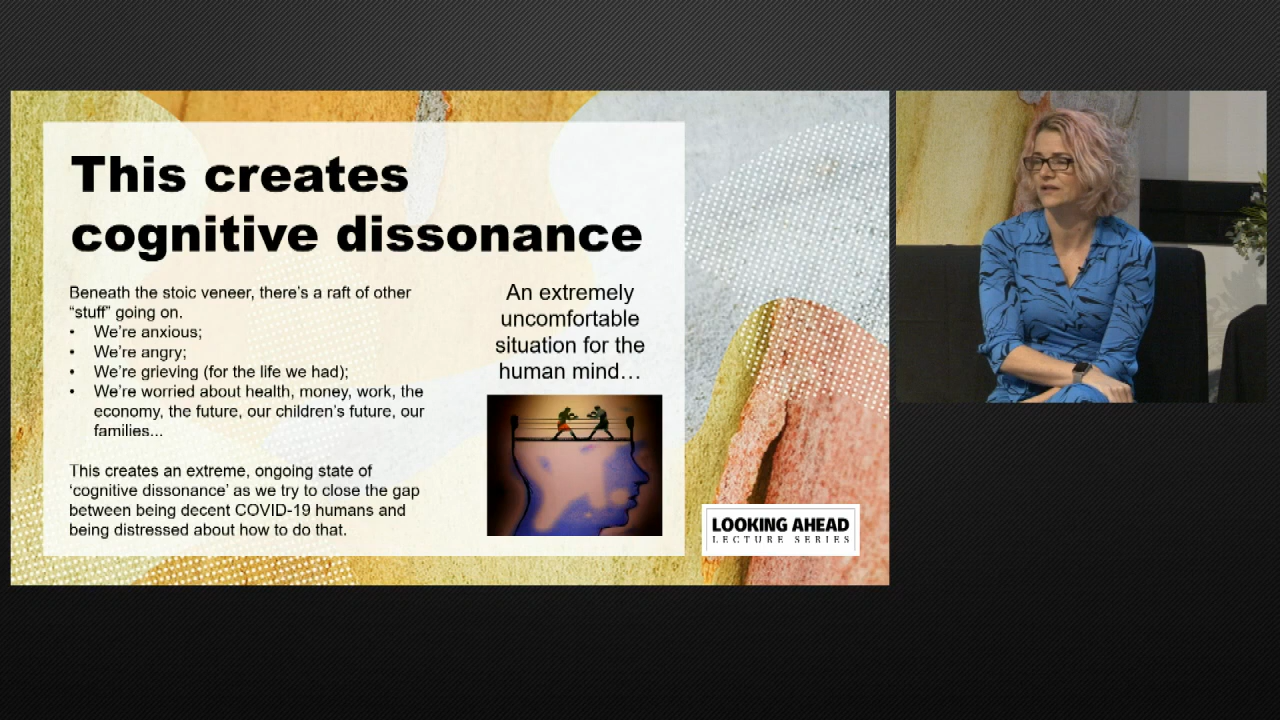 This creates
cognitive dissonance
Beneath the stoic veneer, there's a raft of other
“stuff” going on.
• We're anxious;
• We're angry;
• We're grieving (for the life we had);
• We're worried about health, money, work, the
economy, the future, our children's future, our
families...
This creates an extreme, ongoing state of
‘cognitive dissonance’ as we try to close the gap
between being decent COVID-19 humans and
being distressed about how to do that.
An extremely
uncomfortable
situation for the
human mind…
LOOKING AHEAD
LECTURE SERIES